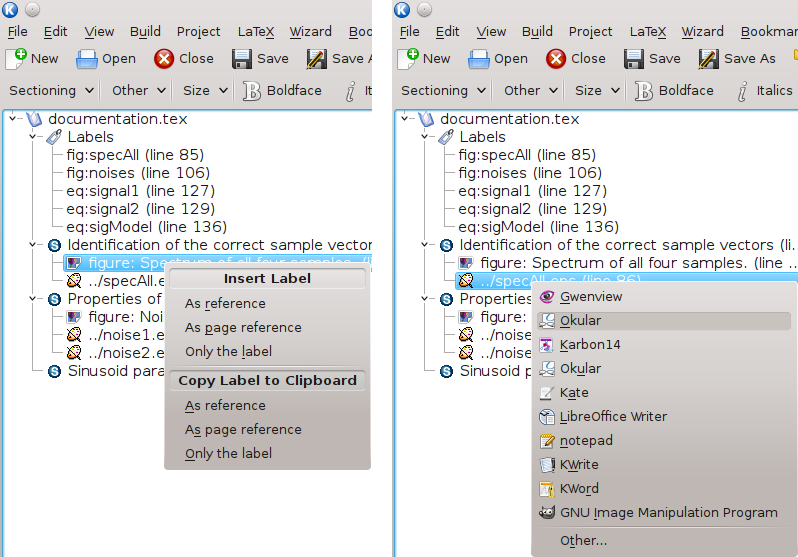 File Edit View Build Project LaTeX Wizard Bo
New Open Close Save Save A
Sectioning Other Size Boldface
documentation.tex
Labels
fig:specAll (line 85)
fig:noises (line 106)
eq:signal1 (line 127)
eq:signal2 (line 129)
eq:sigModel (line 136)
Identification of the correct sample vectors
figure: Spectrum of all four samples. (l
../specAll.e
Properties of
figure: Noi
../noise1.e
../noise2.e
Sinusoid para
Insert Label
As reference
As page reference
Only the label
Copy Label to Clipboard
As reference
As page reference
Only the label
File Edit View Build Project LaTeX Wizard Bookmar
New Open Close Save Save As
Sectioning Other Size Boldface Italics
documentation.tex
Labels
fig:specAll (line 85)
fig:noises (line 106)
eq:signal1 (line 127)
eq:signal2 (line 129)
eq:sigModel (line 136)
Identification of the correct sample vectors (li...
figure: Spectrum of all four samples. (line ...
../specAll.eps (line 86)
Properties
figure:
../noise
../noise
Sinusoid p
Gwenview
Okular
Karbon14
Okular
Kate
LibreOffice Writer
notepad
KWrite
KWord
GNU Image Manipulation Program
Other...